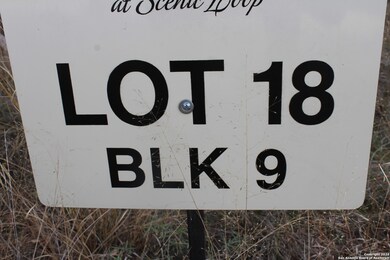 at Scenic Loop
LOT 18
BLK 9